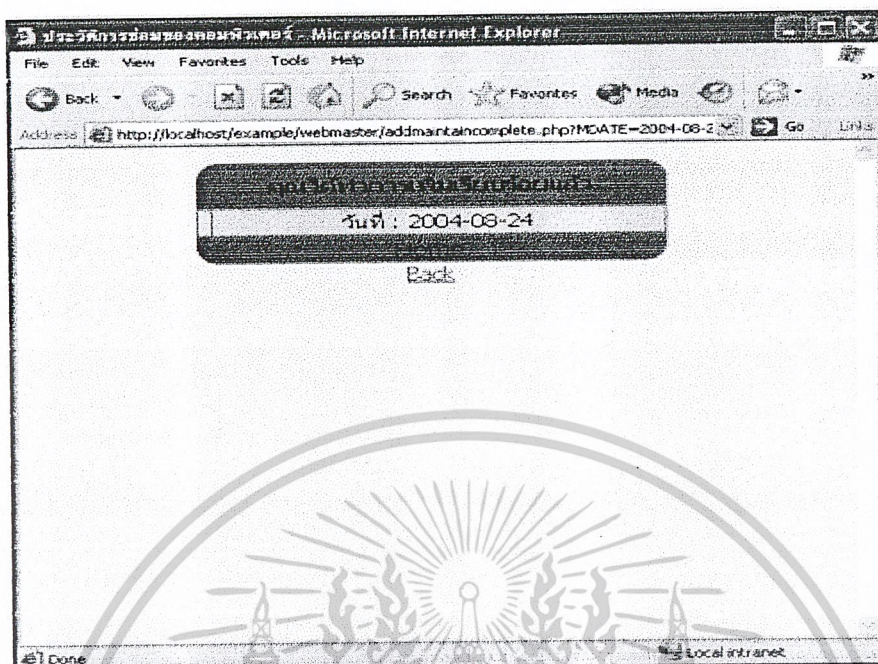 ประวัติการซ่อมของคอมพิวเตอร์ - Microsoft Internet Explorer
File Edit View Favorites Tools Help
Back Search Favorites Media
Address http://localhost/example/webmaster/addmaintaincomplete.php?MDATE=2004-08-2 Go Links
วันที่ : 2004-08-24
Back
Done Local intranet